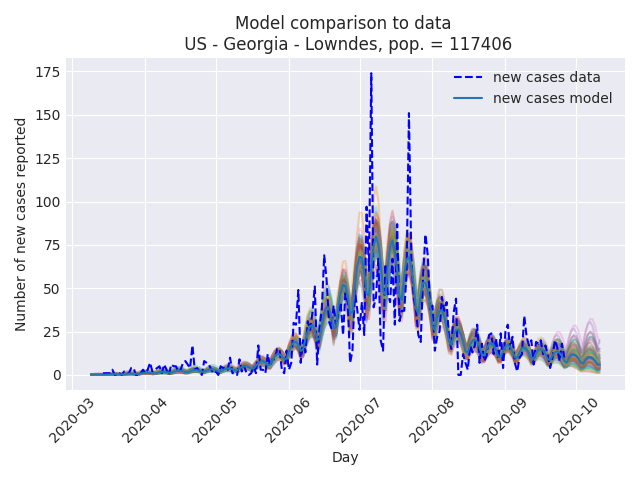 Model comparison to data
US - Georgia - Lowndes, pop. = 117406
new cases data
new cases model
Number of new cases reported
175
150
125
100
75
50
25
0
2020-03
2020-04
2020-05
2020-06
2020-07
2020-08
2020-09
2020-10
Day